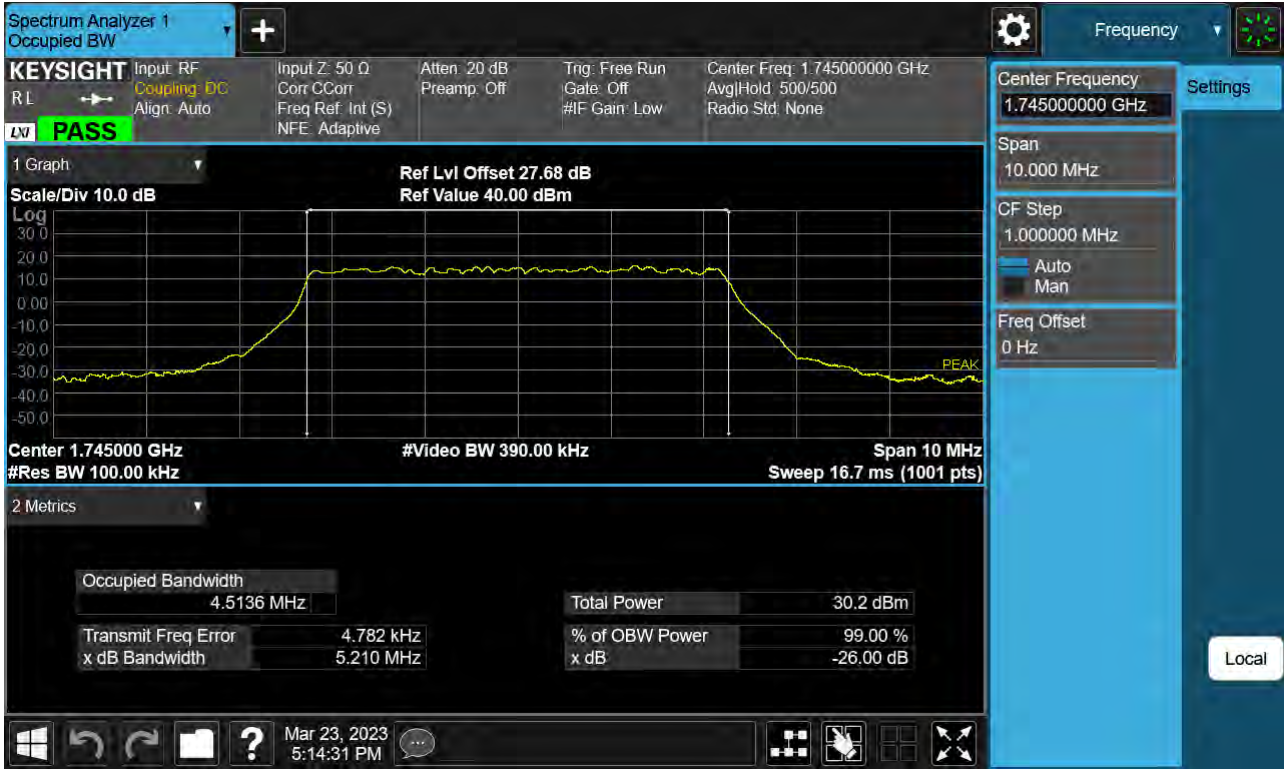 Spectrum Analyzer 1
Occupied BW
+
Frequency
KEYSIGHT
RL
LXI
PASS
Input: RF
Coupling: DC
Align: Auto
Input Z: 50 Ω
Corr CCorr
Freq Ref: Int (S)
NFE: Adaptive
Atten: 20 dB
Preamp: Off
Trig: Free Run
Gate: Off
#IF Gain: Low
Center Freq: 1.745000000 GHz
Avg|Hold: 500/500
Radio Std: None
1 Graph
Scale/Div 10.0 dB
Ref Lvl Offset 27.68 dB
Ref Value 40.00 dBm
Log
30.0
20.0
10.0
0.00
-10.0
-20.0
-30.0
-40.0
-50.0
PEAK
Center 1.745000 GHz
#Video BW 390.00 kHz
Span 10 MHz
#Res BW 100.00 kHz
Sweep 16.7 ms (1001 pts)
2 Metrics
Occupied Bandwidth
4.5136 MHz
Total Power 30.2 dBm
Transmit Freq Error 4.782 kHz
% of OBW Power 99.00 %
x dB Bandwidth 5.210 MHz
x dB -26.00 dB
Center Frequency
1.745000000 GHz
Settings
Span
10.000 MHz
CF Step
1.000000 MHz
Auto
Man
Freq Offset
0 Hz
Local
?
Mar 23, 2023
5:14:31 PM